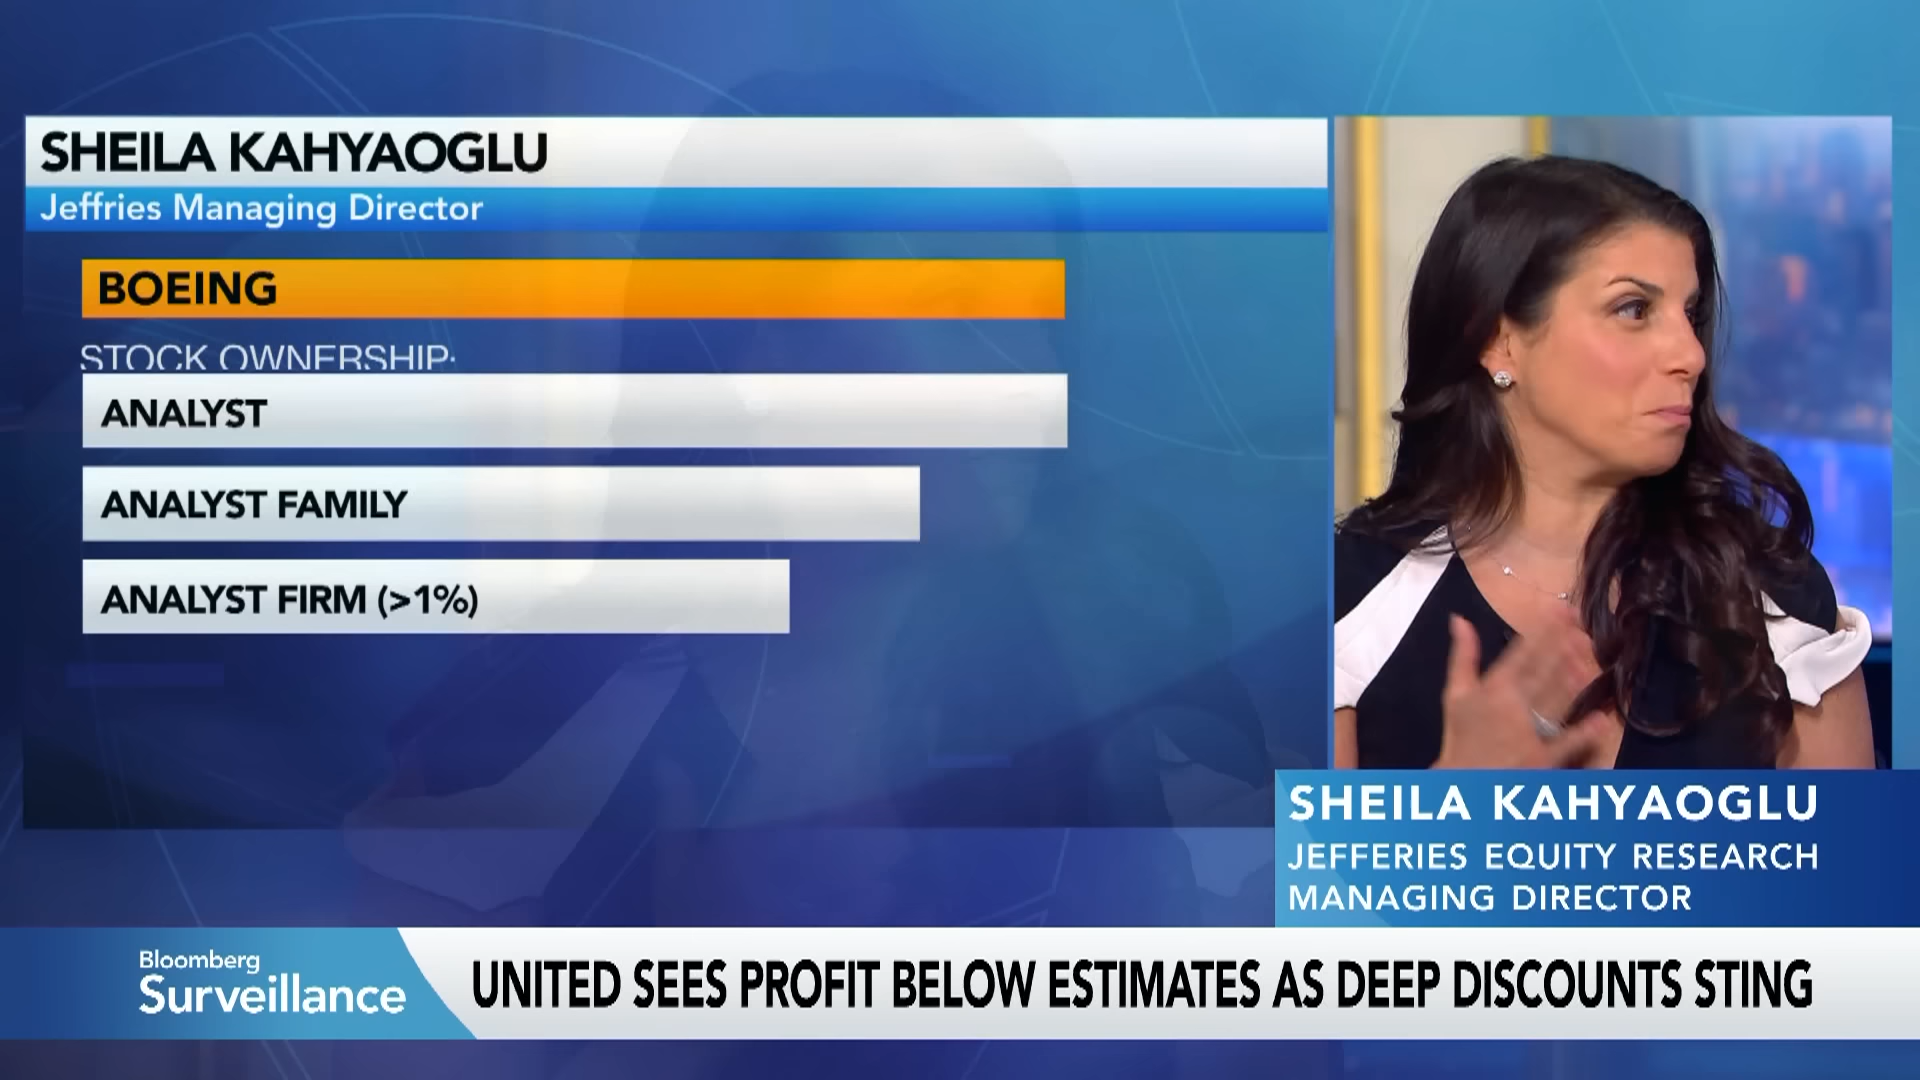 SHEILA KAHYAOGLU
Jeffries Managing Director
BOEING
STOCK OWNERSHIP:
ANALYST
ANALYST FAMILY
ANALYST FIRM (>1%)
SHEILA KAHYAOGLU
JEFFERIES EQUITY RESEARCH
MANAGING DIRECTOR
Bloomberg
Surveillance
UNITED SEES PROFIT BELOW ESTIMATES AS DEEP DISCOUNTS STING